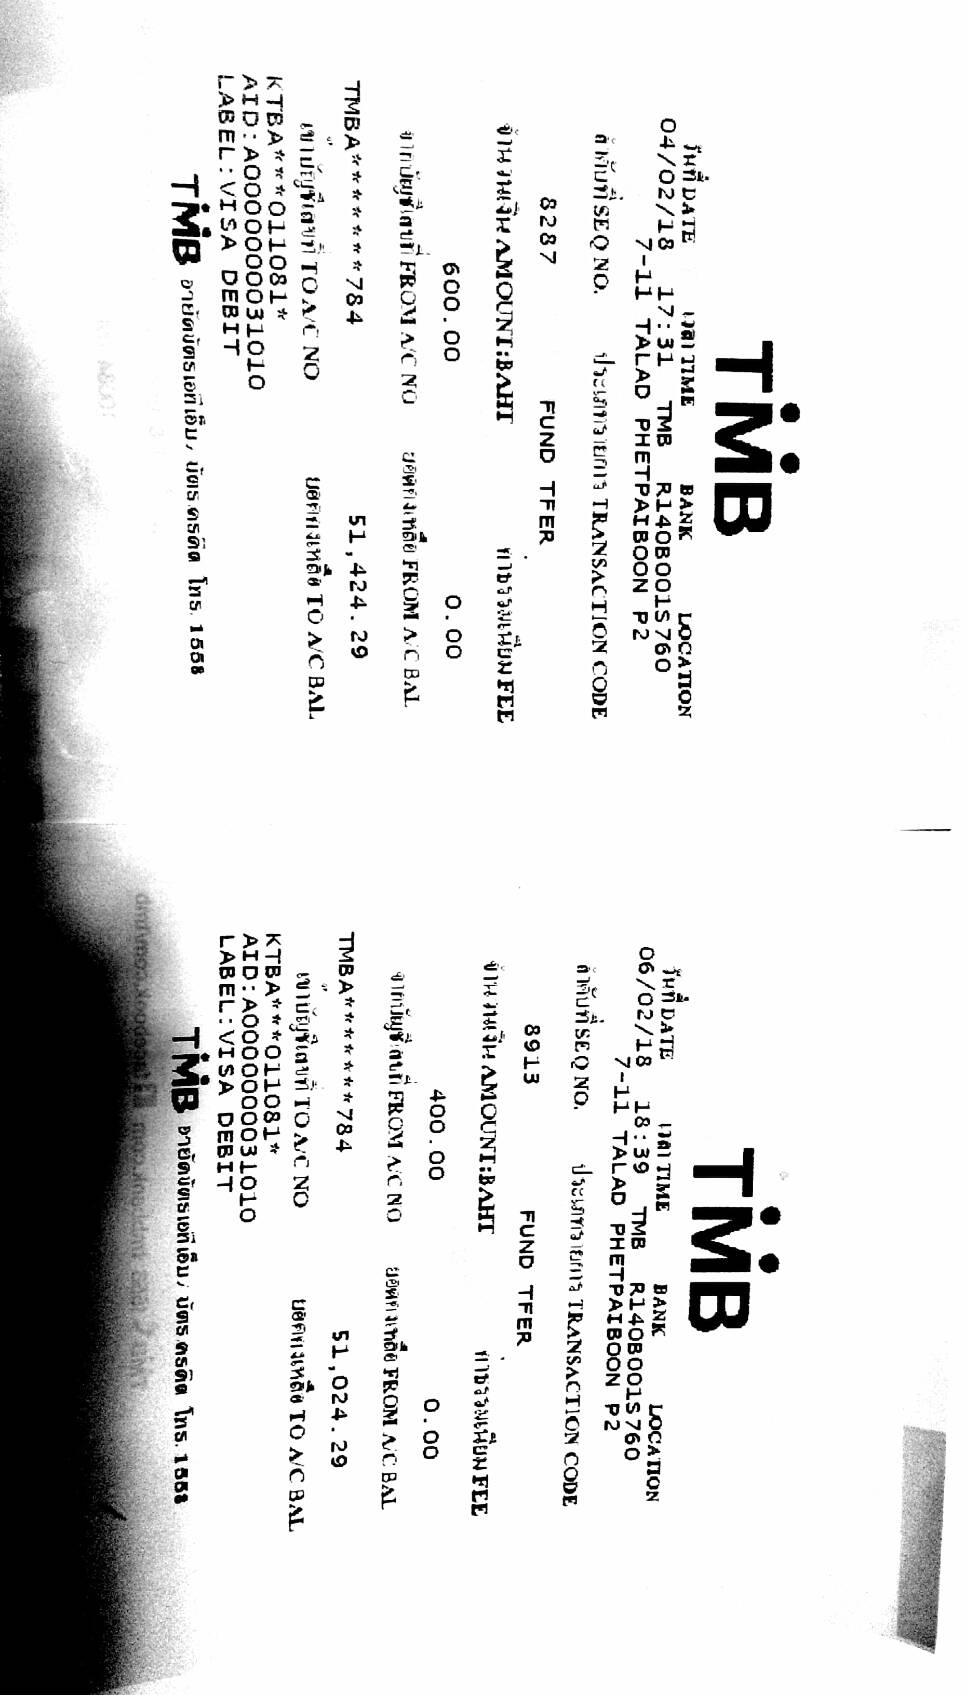 TMB
วันที่ DATE เวลา TIME BANK LOCATION
04/02/18 17:31 TMB R140B001S760
7-11 TALAD PHETPAIBOON P2
ลำดับที่ SEQ NO. ประเภทรายการ TRANSACTION CODE
8287 FUND TFER
จำนวนเงิน AMOUNT:BAHT ค่าธรรมเนียม FEE
600.00 0.00
จากบัญชีเลขที่ FROM A/C NO ยอดคงเหลือ FROM A/C BAL
TMBA*******784 51,424.29
เข้าบัญชีเลขที่ TO A/C NO ยอดคงเหลือ TO A/C BAL
KTBA***011081*
AID:A0000000031010
LABEL:VISA DEBIT
TMB อายัดบัตรเอทีเอ็ม, บัตรเครดิต โทร. 1558
TMB
วันที่ DATE เวลา TIME BANK LOCATION
06/02/18 18:39 TMB R140B001S760
7-11 TALAD PHETPAIBOON P2
ลำดับที่ SEQ NO. ประเภทรายการ TRANSACTION CODE
8913 FUND TFER
จำนวนเงิน AMOUNT:BAHT ค่าธรรมเนียม FEE
400.00 0.00
จากบัญชีเลขที่ FROM A/C NO ยอดคงเหลือ FROM A/C BAL
TMBA*******784 51,024.29
เข้าบัญชีเลขที่ TO A/C NO ยอดคงเหลือ TO A/C BAL
KTBA***011081*
AID:A0000000031010
LABEL:VISA DEBIT
TMB อายัดบัตรเอทีเอ็ม, บัตรเครดิต โทร. 1558